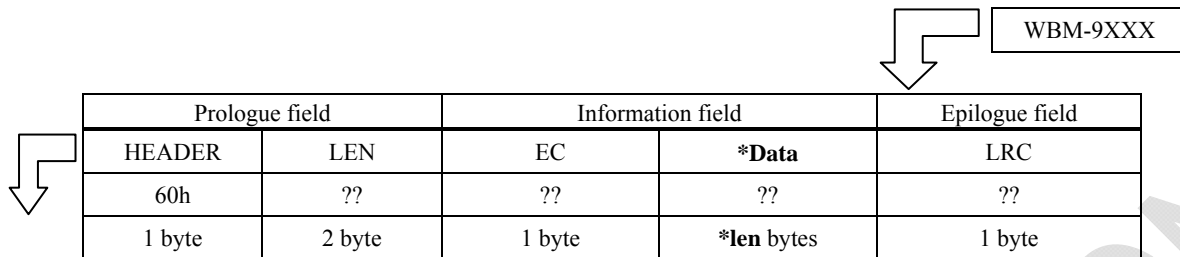 WBM-9XXX
Prologue field Information field Epilogue field
HEADER LEN EC *Data LRC
60h ?? ?? ?? ??
1 byte 2 byte 1 byte *len bytes 1 byte